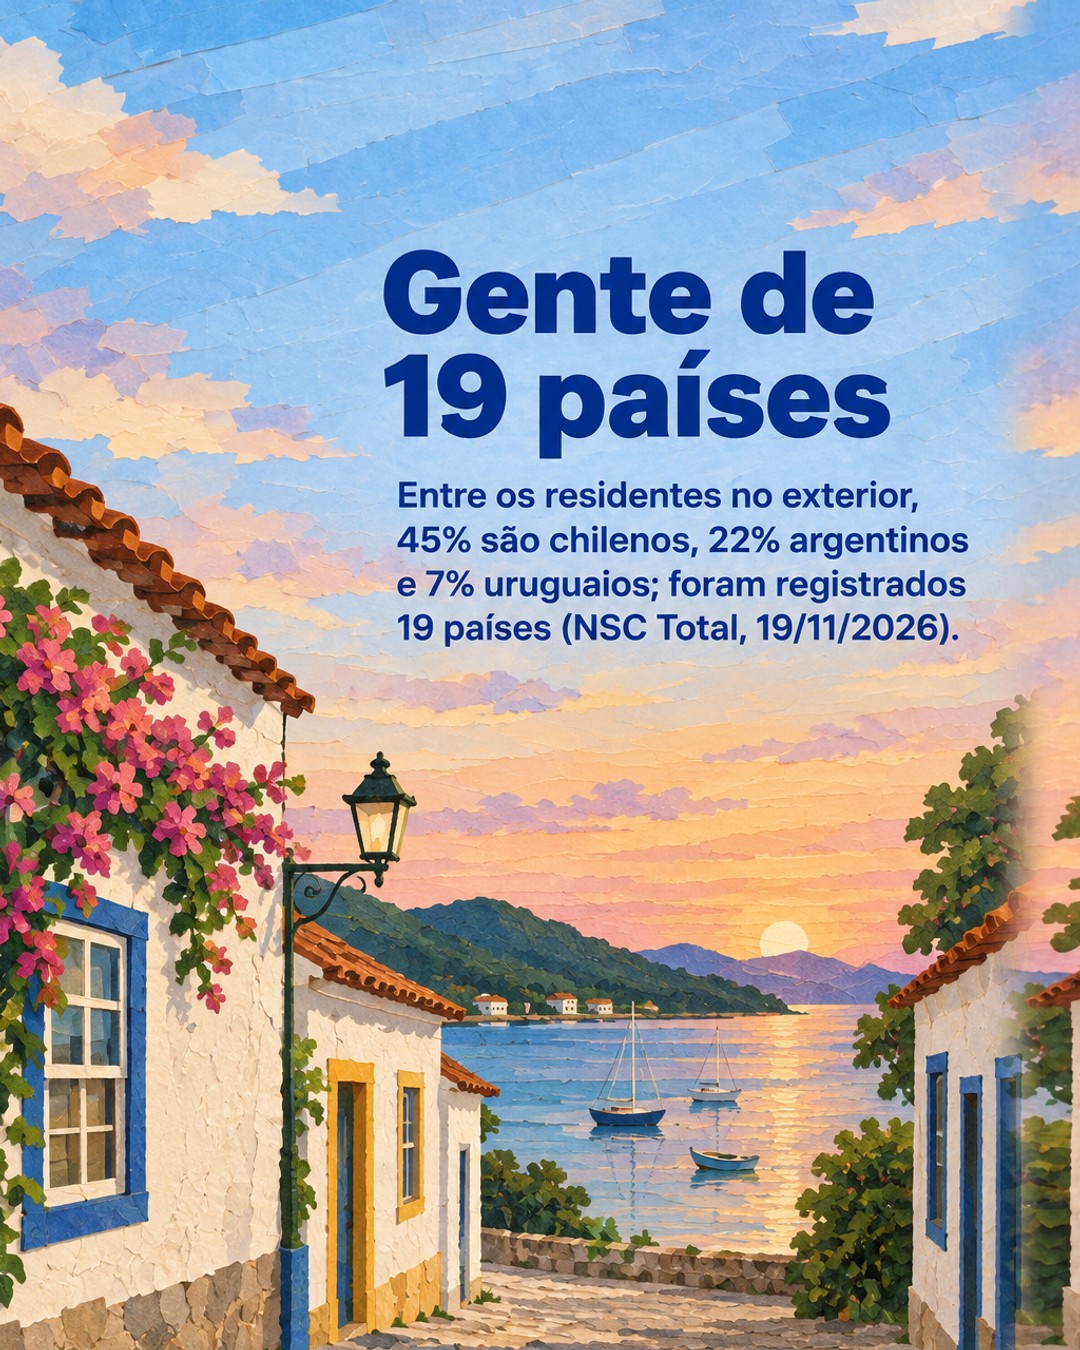 Gente de
19 países
Entre os residentes no exterior,
45% são chilenos, 22% argentinos
e 7% uruguaios; foram registrados
19 países (NSC Total, 19/11/2026).